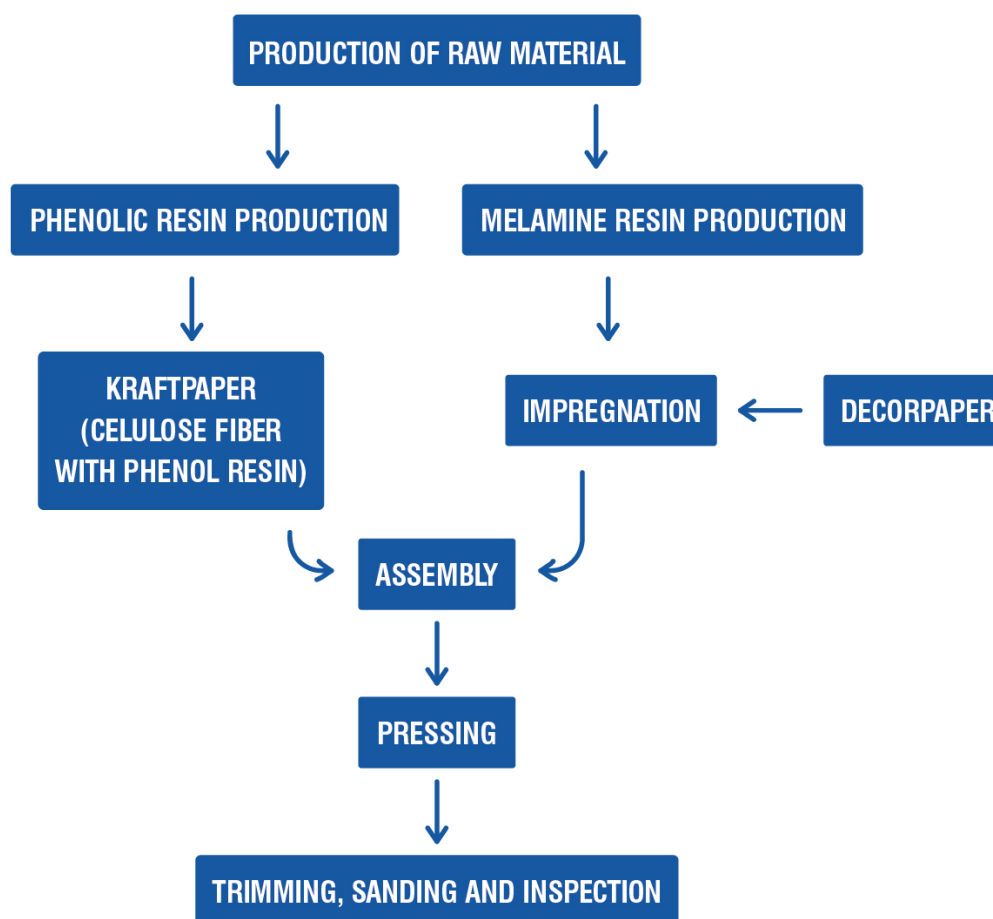 PRODUCTION OF RAW MATERIAL
PHENOLIC RESIN PRODUCTION
MELAMINE RESIN PRODUCTION
KRAFTPAPER
(CELULOSE FIBER
WITH PHENOL RESIN)
IMPREGNATION
DECORPAPER
ASSEMBLY
PRESSING
TRIMMING, SANDING AND INSPECTION